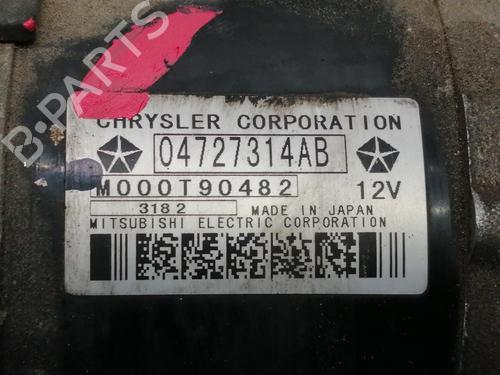 B-PARTS
CHRYSLER CORPORATION
04727314AB
M000T90482 12V
3182 MADE IN JAPAN
MITSUBISHI ELECTRIC CORPORATION